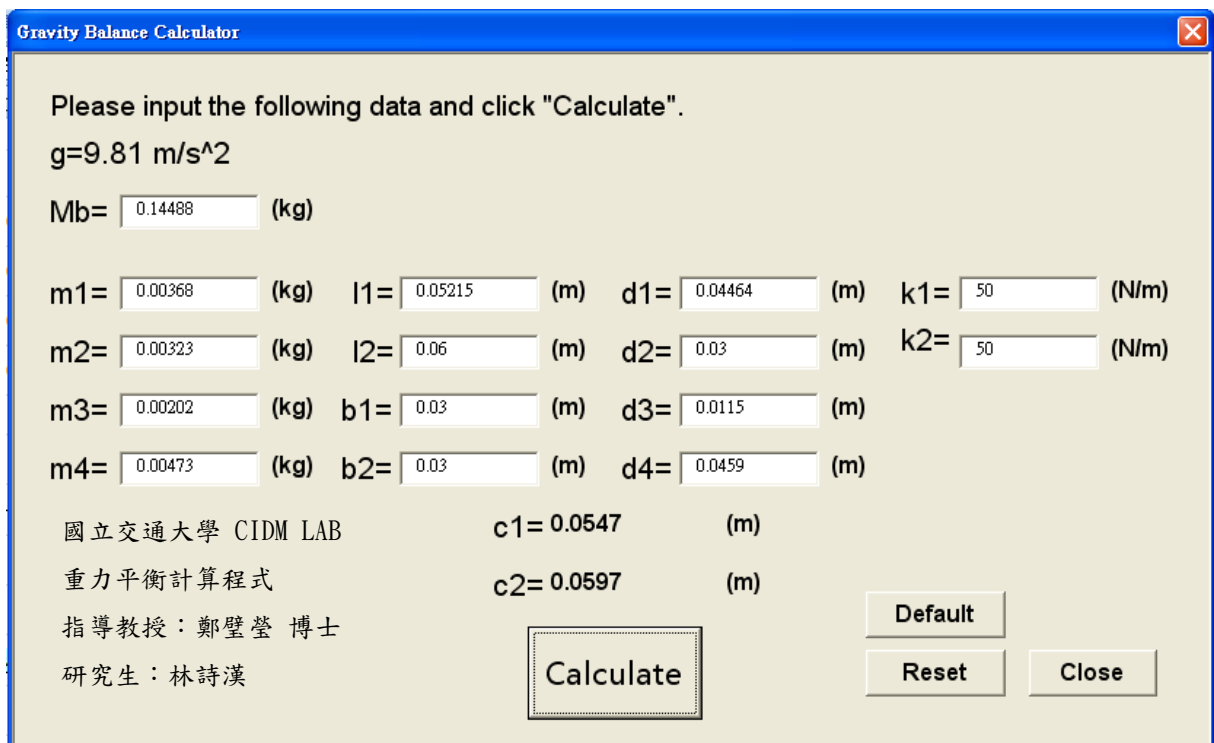 Gravity Balance Calculator
Please input the following data and click "Calculate".
g=9.81 m/s^2
Mb= 0.14488 (kg)
m1= 0.00368 (kg) l1= 0.05215 (m) d1= 0.04464 (m) k1= 50 (N/m)
m2= 0.00323 (kg) l2= 0.06 (m) d2= 0.03 (m) k2= 50 (N/m)
m3= 0.00202 (kg) b1= 0.03 (m) d3= 0.0115 (m)
m4= 0.00473 (kg) b2= 0.03 (m) d4= 0.0459 (m)
國立交通大學 CIDM LAB c1= 0.0547 (m)
重力平衡計算程式 c2= 0.0597 (m)
Default
指導教授：鄭璧瑩 博士
研究生：林詩漢 Calculate Reset Close